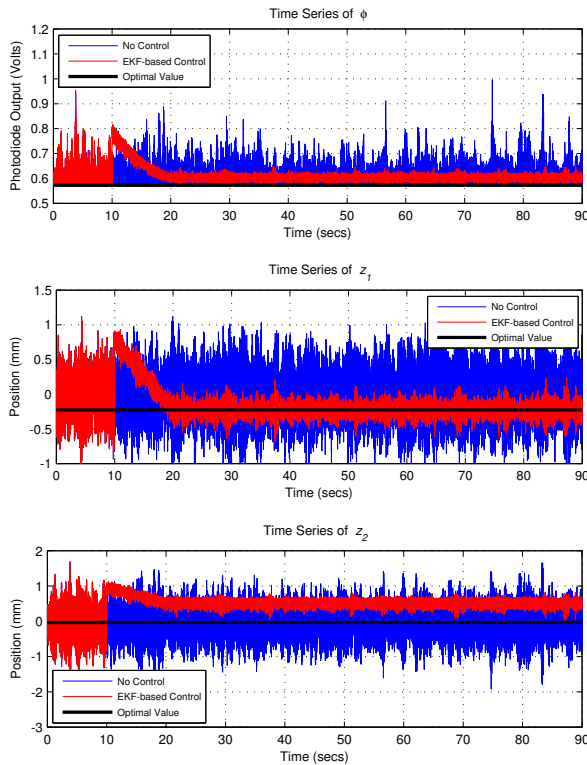 Time Series of ϕ
Photodiode Output (Volts)
1.2
1.1
1
0.9
0.8
0.7
0.6
0.5
No Control
EKF-based Control
Optimal Value
0 10 20 30 40 50 60 70 80 90
Time (secs)
Time Series of z1
Position (mm)
1.5
1
0.5
0
-0.5
-1
No Control
EKF-based Control
Optimal Value
0 10 20 30 40 50 60 70 80 90
Time (secs)
Time Series of z2
Position (mm)
2
1
0
-1
-2
-3
No Control
EKF-based Control
Optimal Value
0 10 20 30 40 50 60 70 80 90
Time (secs)